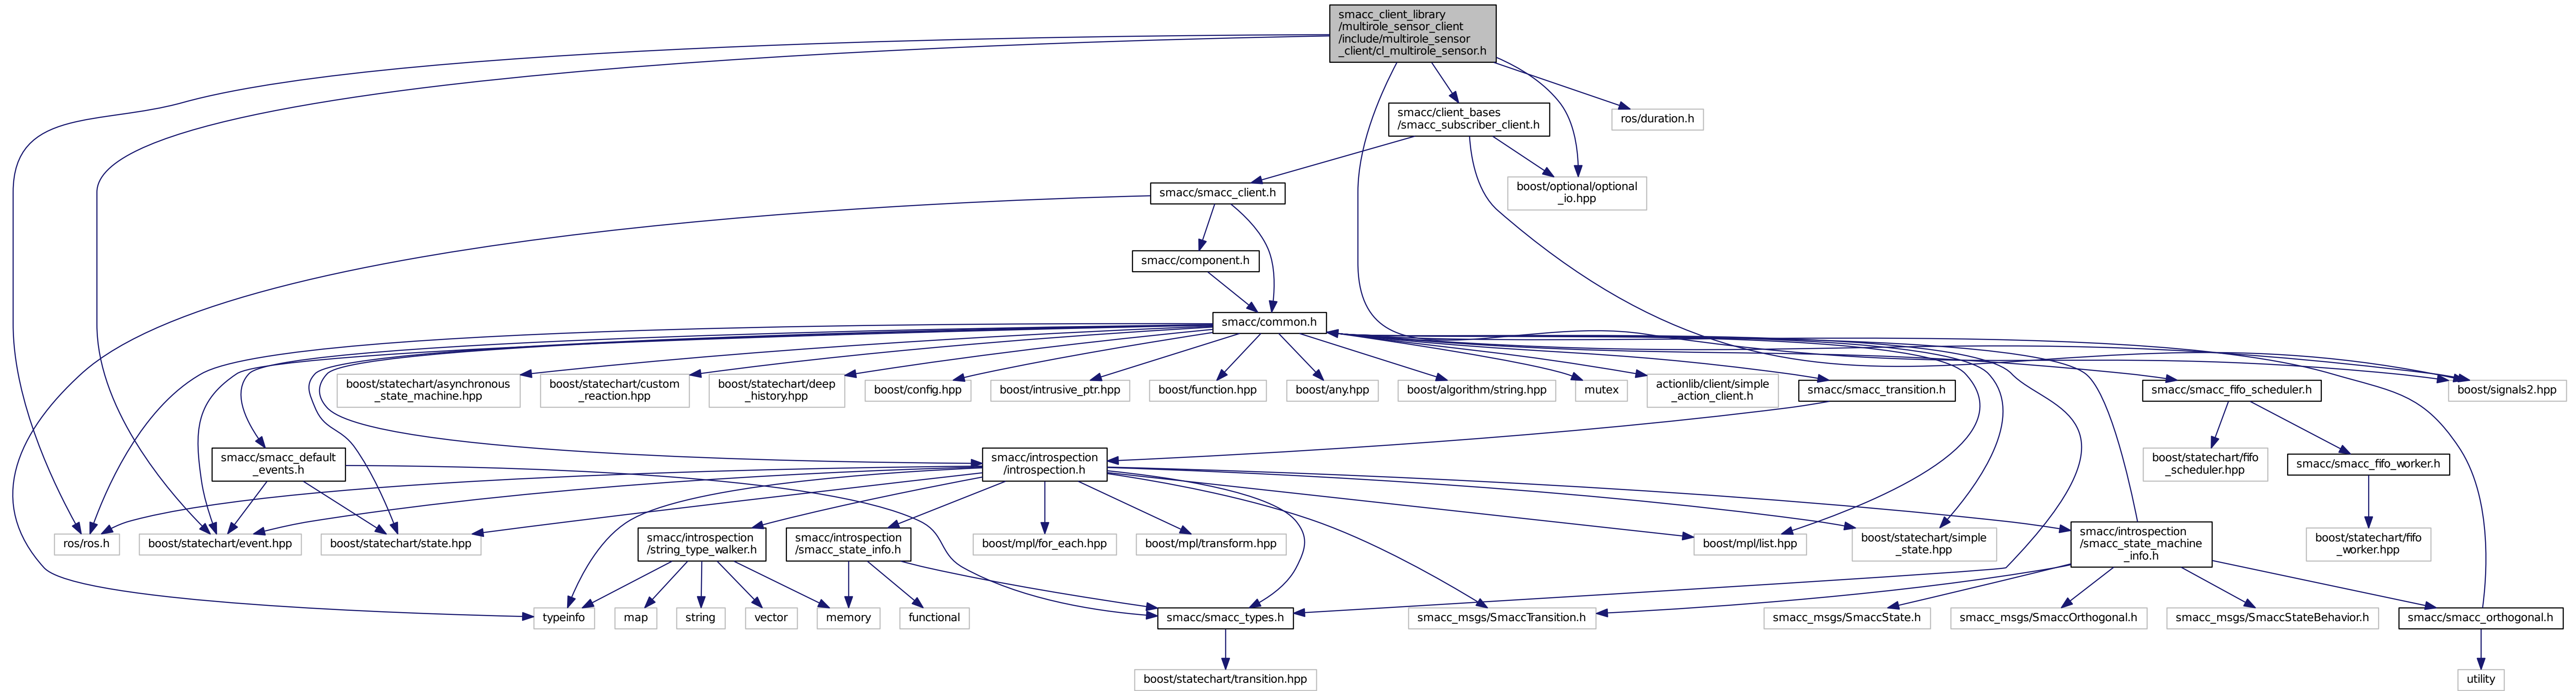 smacc_client_library
/multirole_sensor_client
/include/multirole_sensor
_client/cl_multirole_sensor.h
smacc/client_bases
/smacc_subscriber_client.h
ros/duration.h
smacc/smacc_client.h
boost/optional/optional
_io.hpp
smacc/component.h
smacc/common.h
boost/statechart/asynchronous
_state_machine.hpp
boost/statechart/custom
_reaction.hpp
boost/statechart/deep
_history.hpp
boost/config.hpp
boost/intrusive_ptr.hpp
boost/function.hpp
boost/any.hpp
boost/algorithm/string.hpp
mutex
actionlib/client/simple
_action_client.h
smacc/smacc_transition.h
smacc/smacc_fifo_scheduler.h
boost/signals2.hpp
smacc/smacc_default
_events.h
smacc/introspection
/introspection.h
boost/statechart/fifo
_scheduler.hpp
smacc/smacc_fifo_worker.h
ros/ros.h
boost/statechart/event.hpp
boost/statechart/state.hpp
smacc/introspection
/string_type_walker.h
smacc/introspection
/smacc_state_info.h
boost/mpl/for_each.hpp
boost/mpl/transform.hpp
boost/mpl/list.hpp
boost/statechart/simple
_state.hpp
smacc/introspection
/smacc_state_machine
_info.h
boost/statechart/fifo
_worker.hpp
typeinfo
map
string
vector
memory
functional
smacc/smacc_types.h
smacc_msgs/SmaccTransition.h
smacc_msgs/SmaccState.h
smacc_msgs/SmaccOrthogonal.h
smacc_msgs/SmaccStateBehavior.h
smacc/smacc_orthogonal.h
boost/statechart/transition.hpp
utility